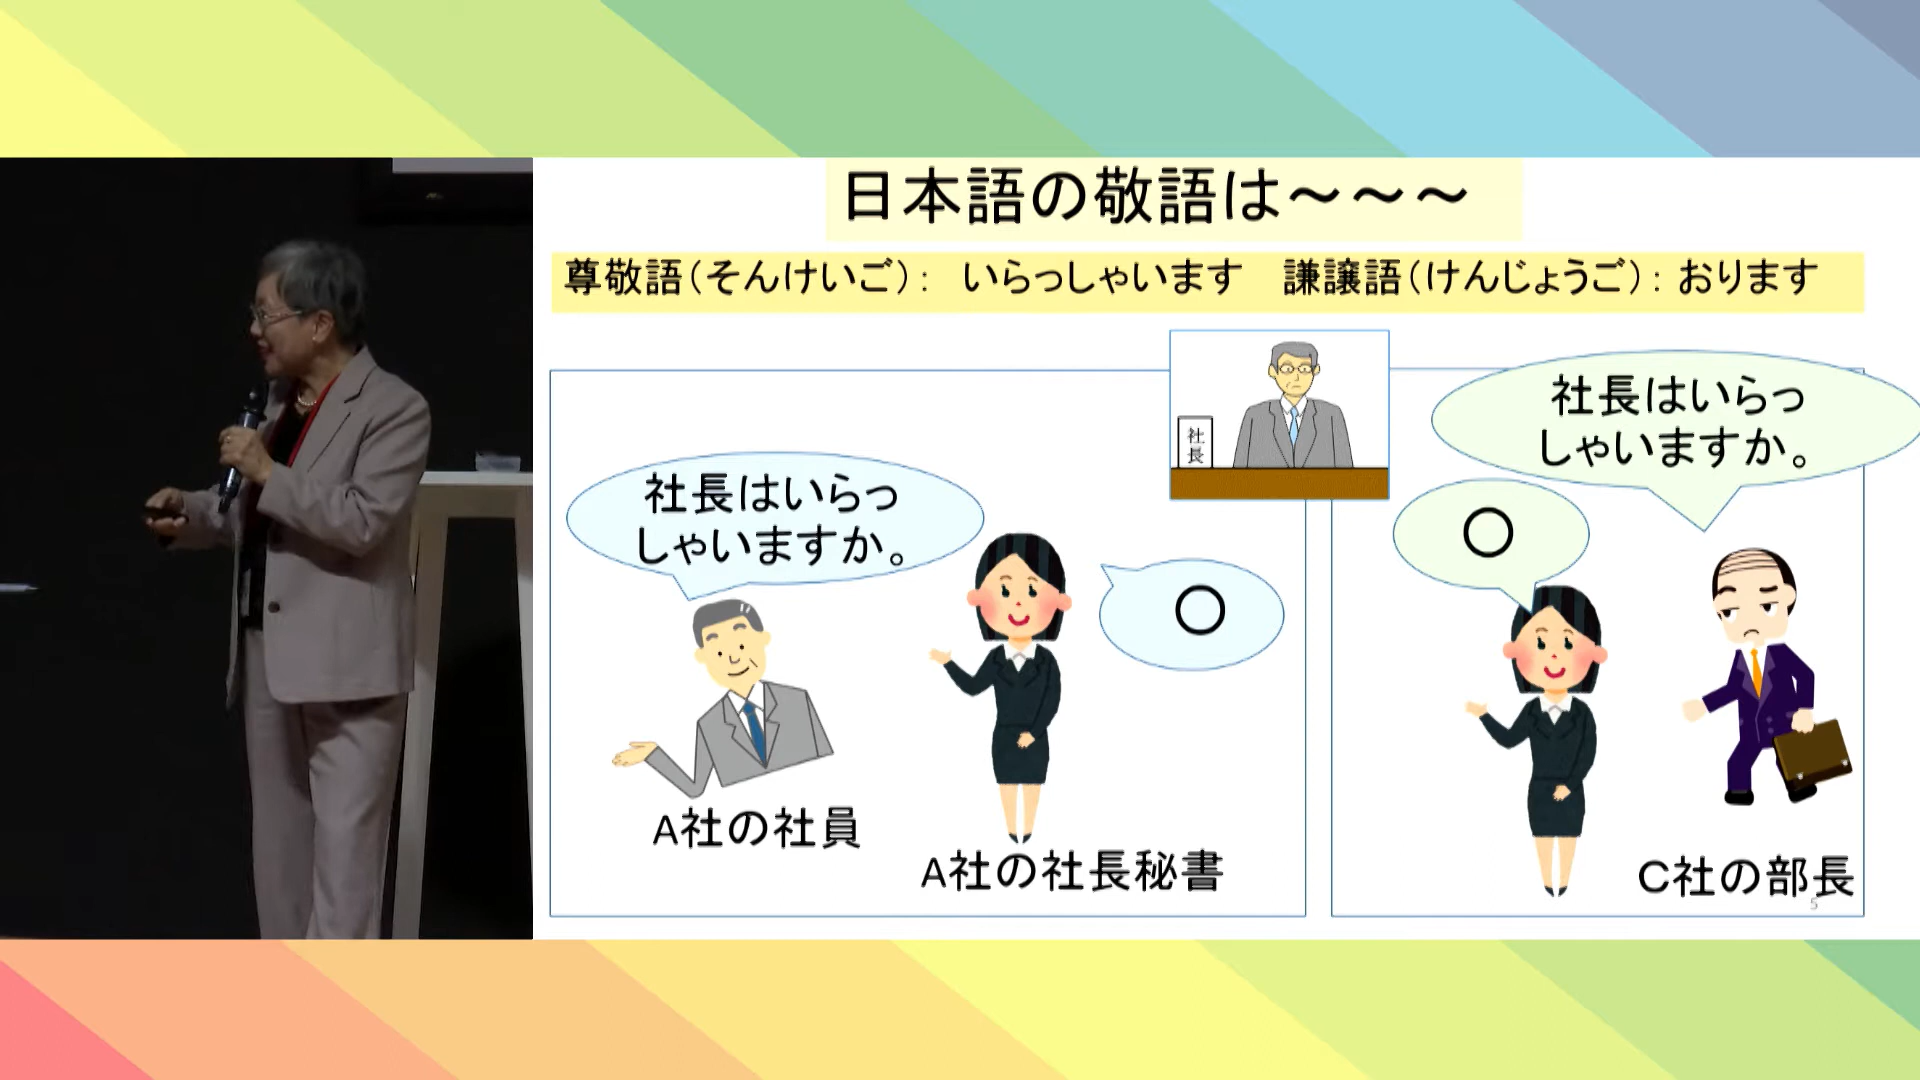 日本語の敬語は～～～
尊敬語(そんけいご)： いらっしゃいます 謙譲語(けんじょうご)：おります
社長
社長はいらっ
しゃいますか。
〇
A社の社員
A社の社長秘書
社長はいらっ
しゃいますか。
〇
C社の部長
5